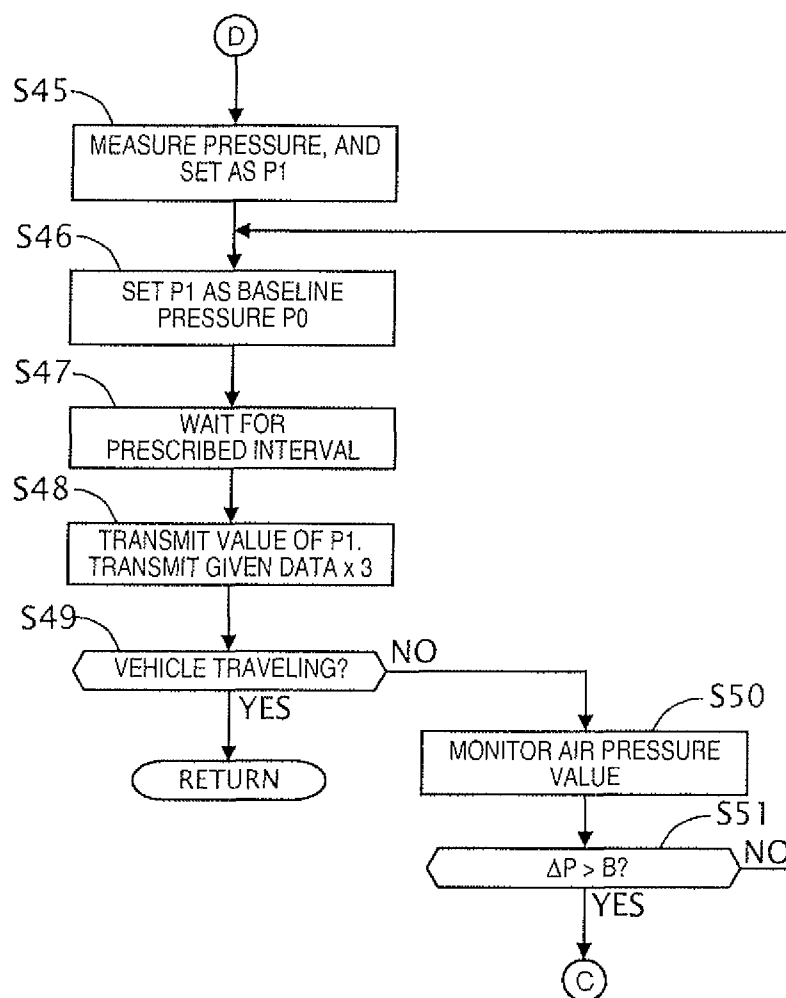 D
S45
MEASURE PRESSURE, AND
SET AS P1
S46
SET P1 AS BASELINE
PRESSURE P0
S47
WAIT FOR
PRESCRIBED INTERVAL
S48
TRANSMIT VALUE OF P1.
TRANSMIT GIVEN DATA x 3
S49
VEHICLE TRAVELING?
NO
YES
RETURN
S50
MONITOR AIR PRESSURE
VALUE
S51
ΔP > B?
NO
YES
C